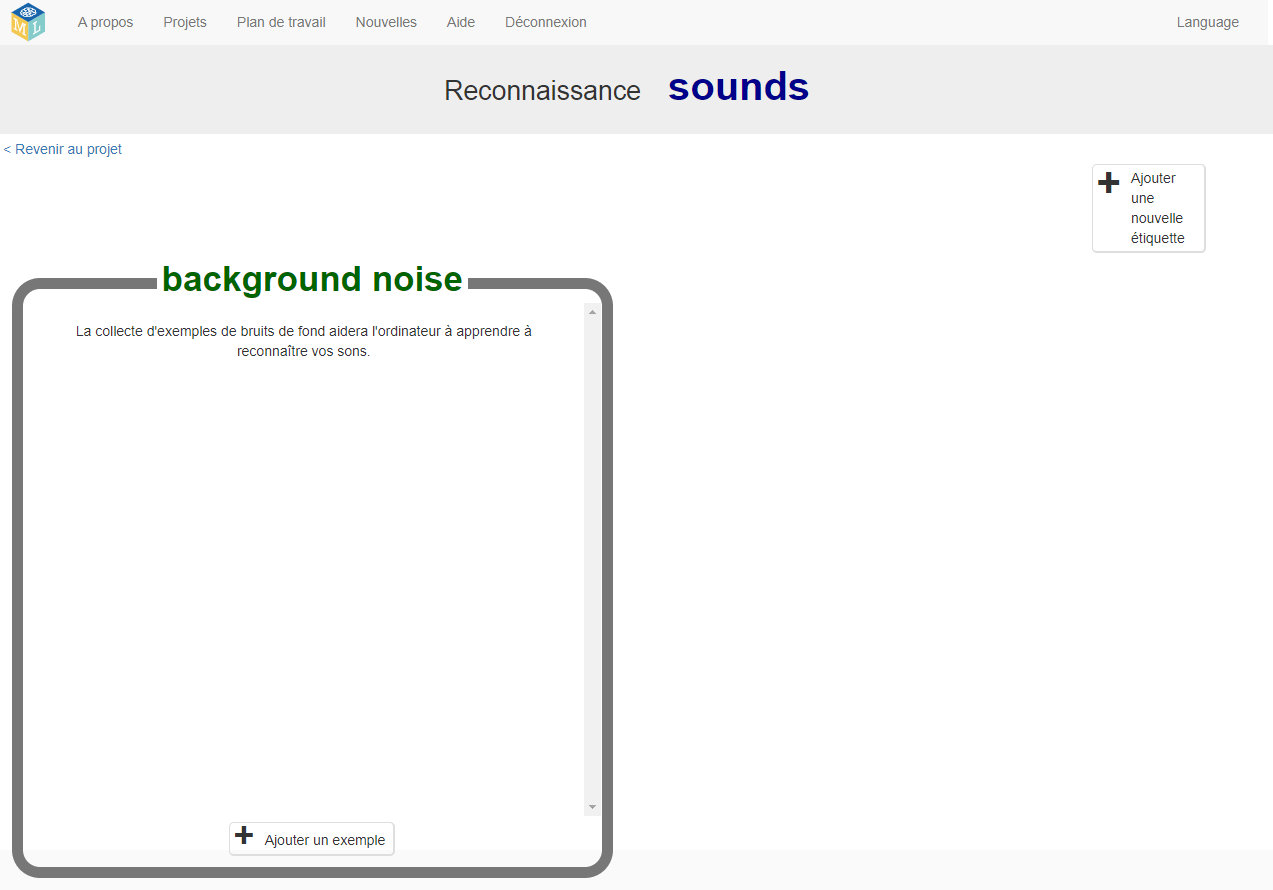 A propos Projets Plan de travail Nouvelles Aide Déconnexion Language
Reconnaissance sounds
< Revenir au projet
Ajouter
une
nouvelle
étiquette
background noise
La collecte d'exemples de bruits de fond aidera l'ordinateur à apprendre à
reconnaître vos sons.
Ajouter un exemple